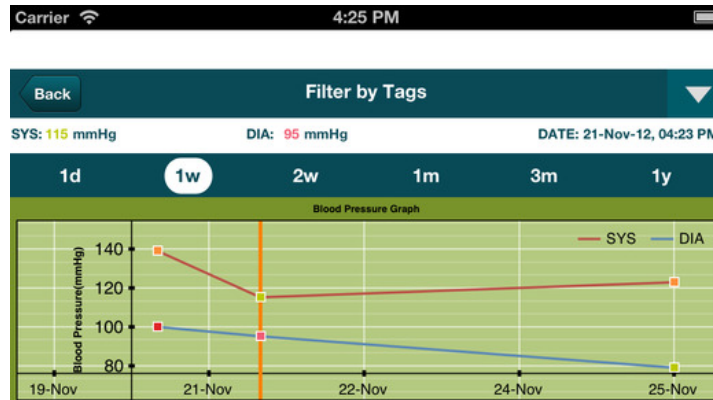 Carrier 4:25 PM
Back Filter by Tags
SYS: 115 mmHg DIA: 95 mmHg DATE: 21-Nov-12, 04:23 PM
1d 1w 2w 1m 3m 1y
Blood Pressure Graph
SYS DIA
Blood Pressure(mmHg)
140
120
100
80
19-Nov 21-Nov 22-Nov 24-Nov 25-Nov